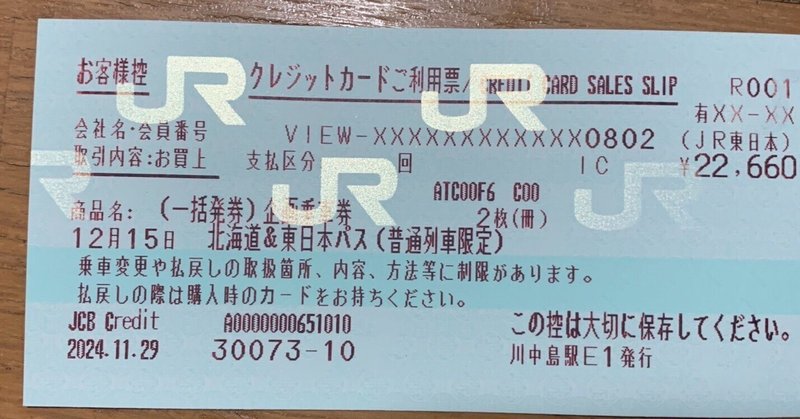 お客様控 クレジットカードご利用票/CREDIT CARD SALES SLIP R001
会社名・会員番号 VIEW-XXXXXXXXXXXX0802 有XX-XX
取引内容:お買上 支払区分 回 IC (JR東日本)
¥22,660
ATC00F6 C00
商品名: (一括発券)企画乗車券 2枚(冊)
12月15日 北海道&東日本パス(普通列車限定)
乗車変更や払戻しの取扱箇所、内容、方法等に制限があります。
払戻しの際は購入時のカードをお持ちください。
JCB Credit A0000000651010 この控は大切に保存してください。
2024.11.29 30073-10 川中島駅E1発行
JR
JR
JR
JR
JR